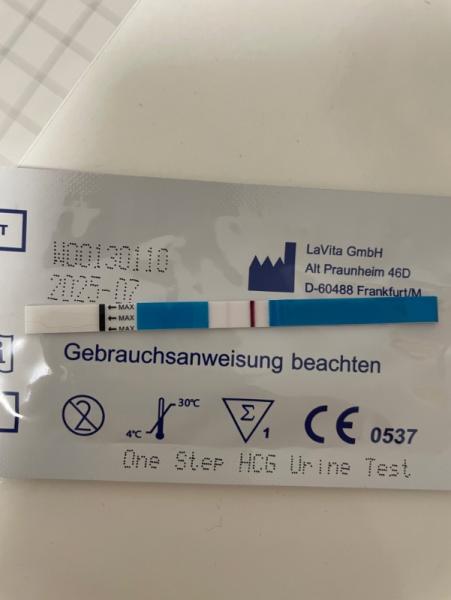 T
W00130110
2025-07
LaVita GmbH
Alt Praunheim 46D
D-60488 Frankfurt/M
MAX
MAX
MAX
i
Gebrauchsanweisung beachten
2
4°C
30°C
Σ
1
CE 0537
One Step HCG Urine Test